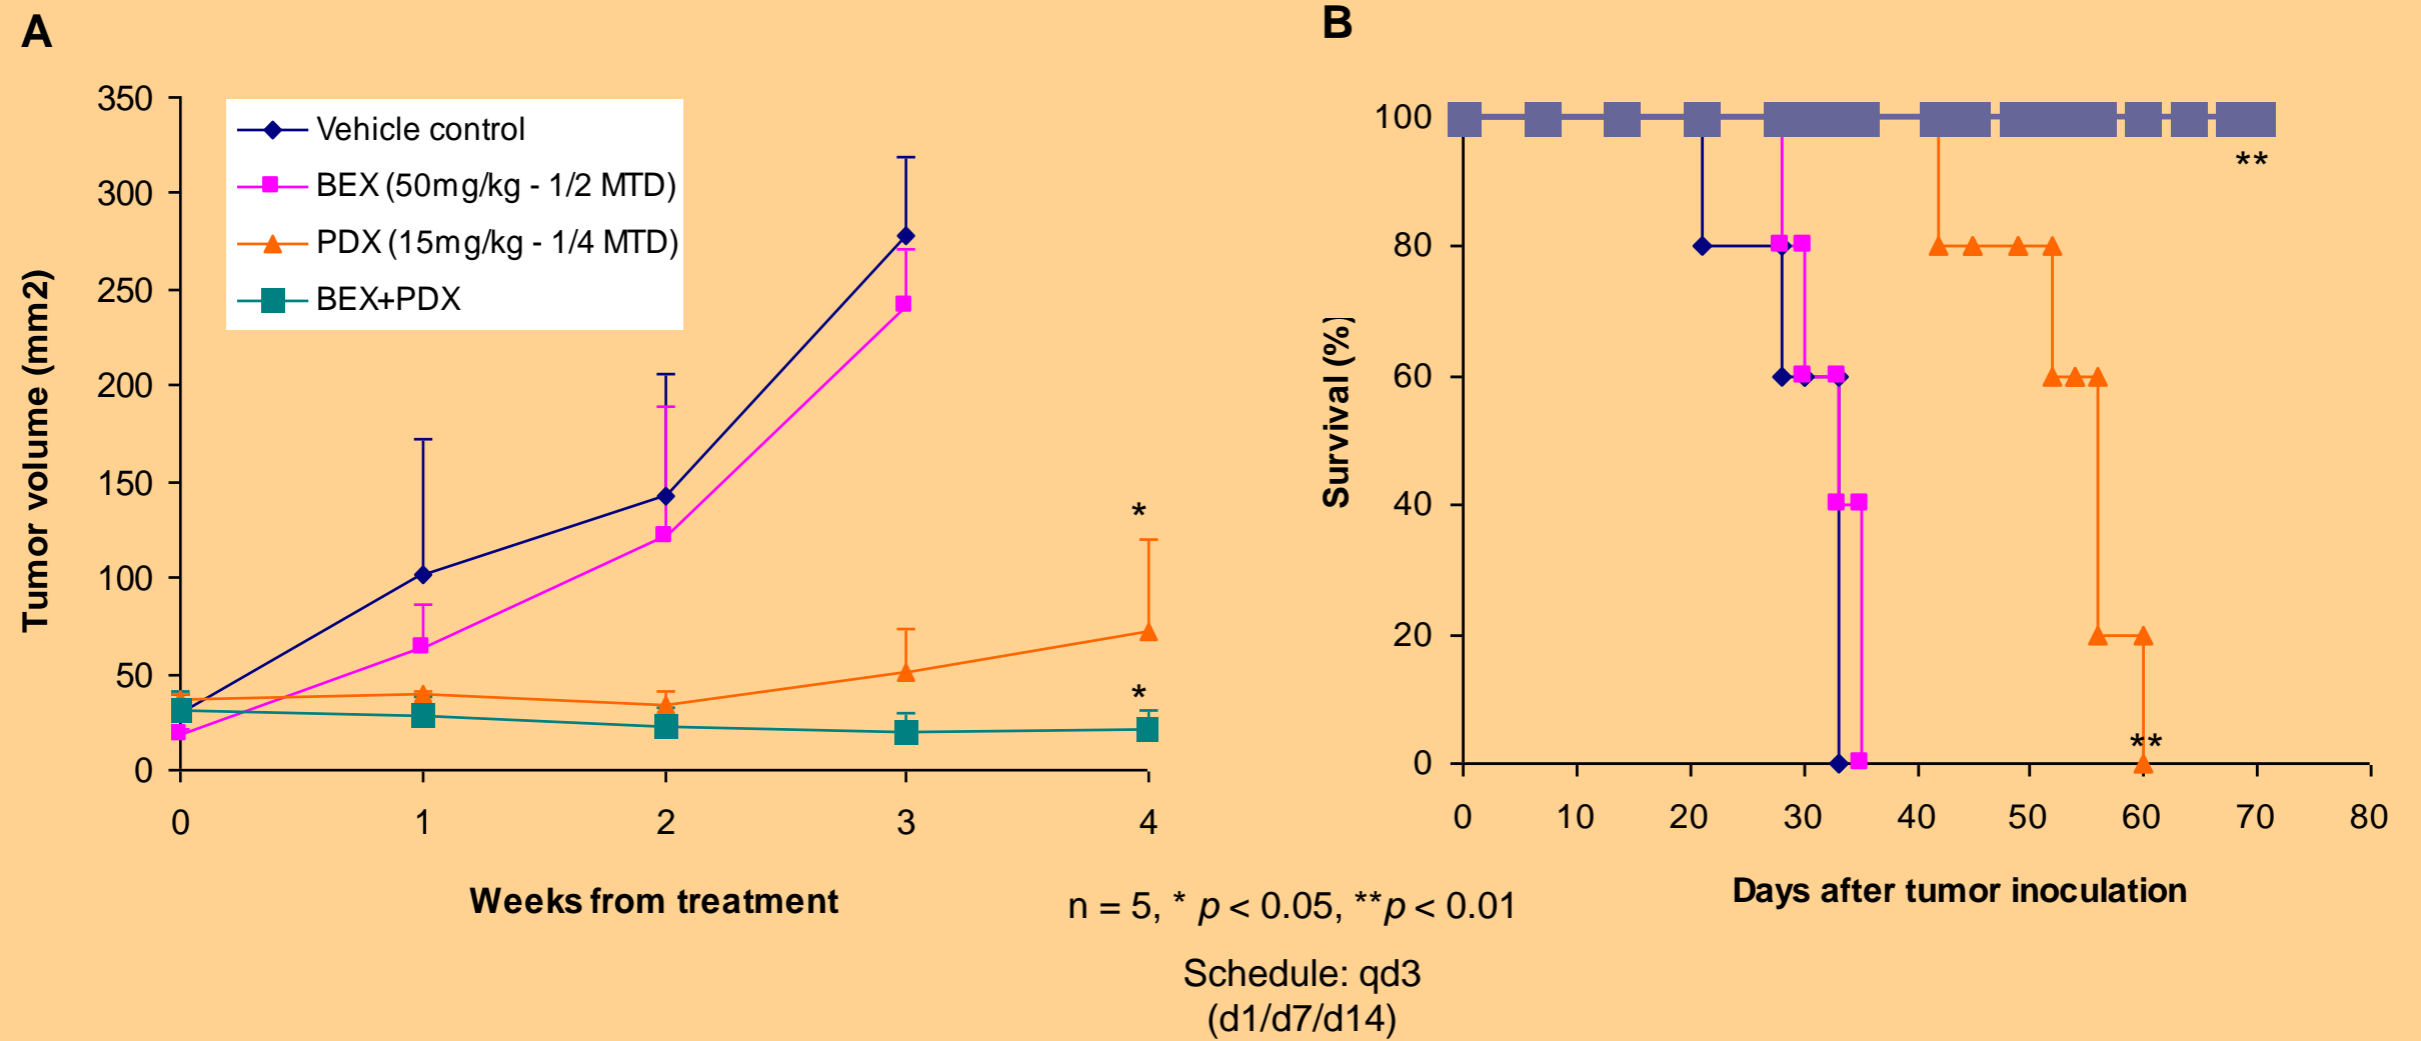 A
350
300
250
200
150
100
50
0
Tumor volume (mm2)
Vehicle control
BEX (50mg/kg - 1/2 MTD)
PDX (15mg/kg - 1/4 MTD)
BEX+PDX
*
*
0 1 2 3 4
Weeks from treatment
B
100
80
60
40
20
0
Survival (%)
**
**
0 10 20 30 40 50 60 70 80
Days after tumor inoculation
n = 5, * p < 0.05, **p < 0.01
Schedule: qd3
(d1/d7/d14)